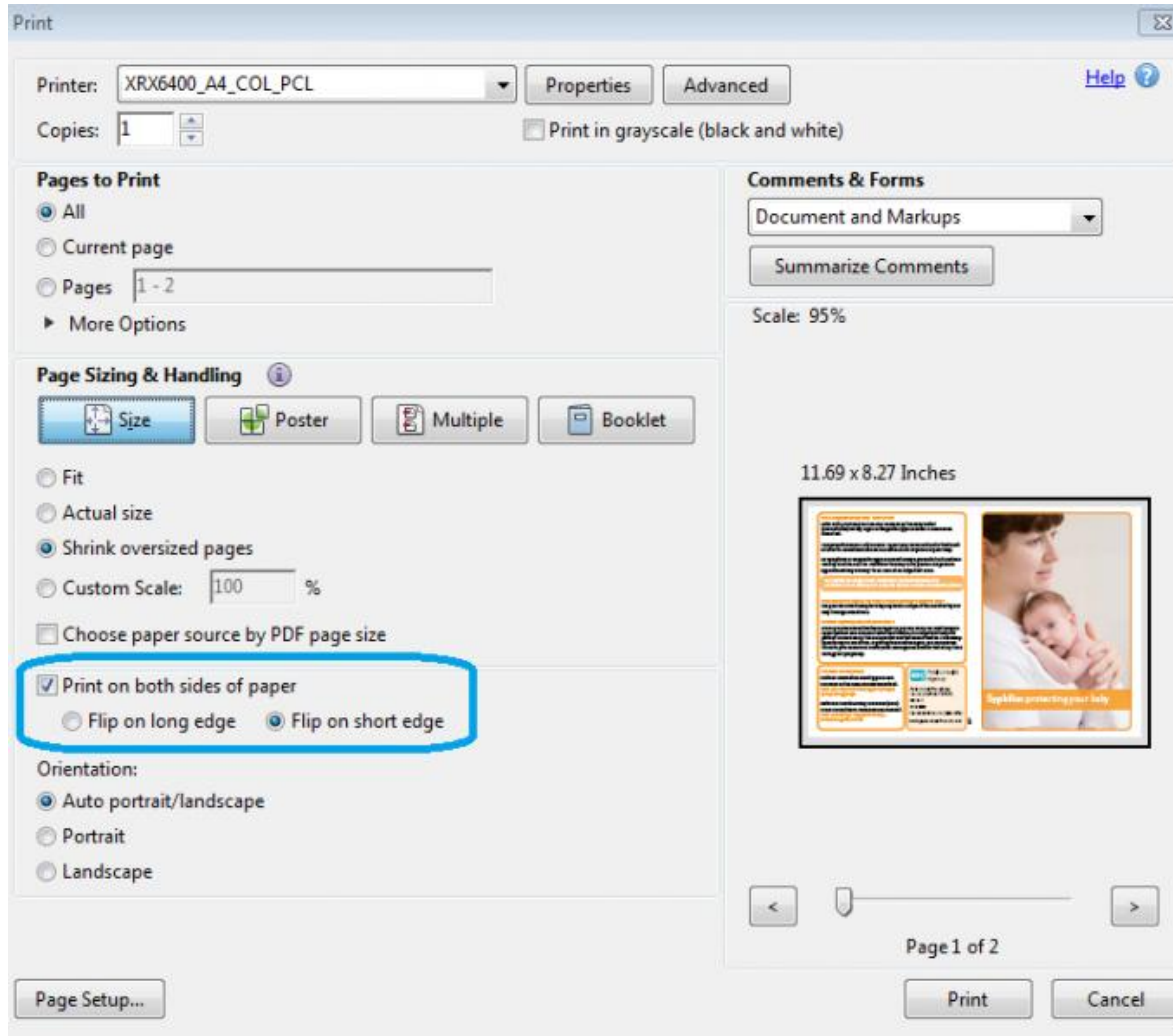 Print
Printer: XRX6400_A4_COL_PCL Properties Advanced Help
Copies: 1 Print in grayscale (black and white)
Pages to Print
All
Current page
Pages 1 - 2
More Options
Comments & Forms
Document and Markups
Summarize Comments
Scale: 95%
Page Sizing & Handling
Size Poster Multiple Booklet
Fit
Actual size
Shrink oversized pages
Custom Scale: 100 %
Choose paper source by PDF page size
Print on both sides of paper
Flip on long edge Flip on short edge
Orientation:
Auto portrait/landscape
Portrait
Landscape
11.69 x 8.27 Inches
protecting your baby
< >
Page 1 of 2
Page Setup... Print Cancel